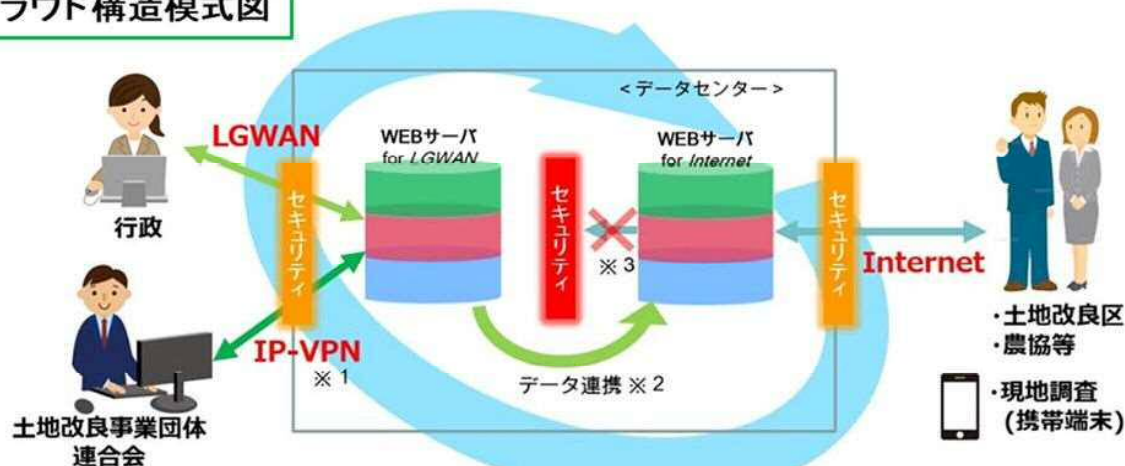 ラウド構造模式図
<データセンター>
LGWAN
WEBサーバ
for LGWAN
WEBサーバ
for Internet
セキュリティ
セキュリティ
セキュリティ
行政
※3
Internet
IP-VPN
※1
データ連携※2
・土地改良区
・農協等
・現地調査
(携帯端末)
土地改良事業団体
連合会